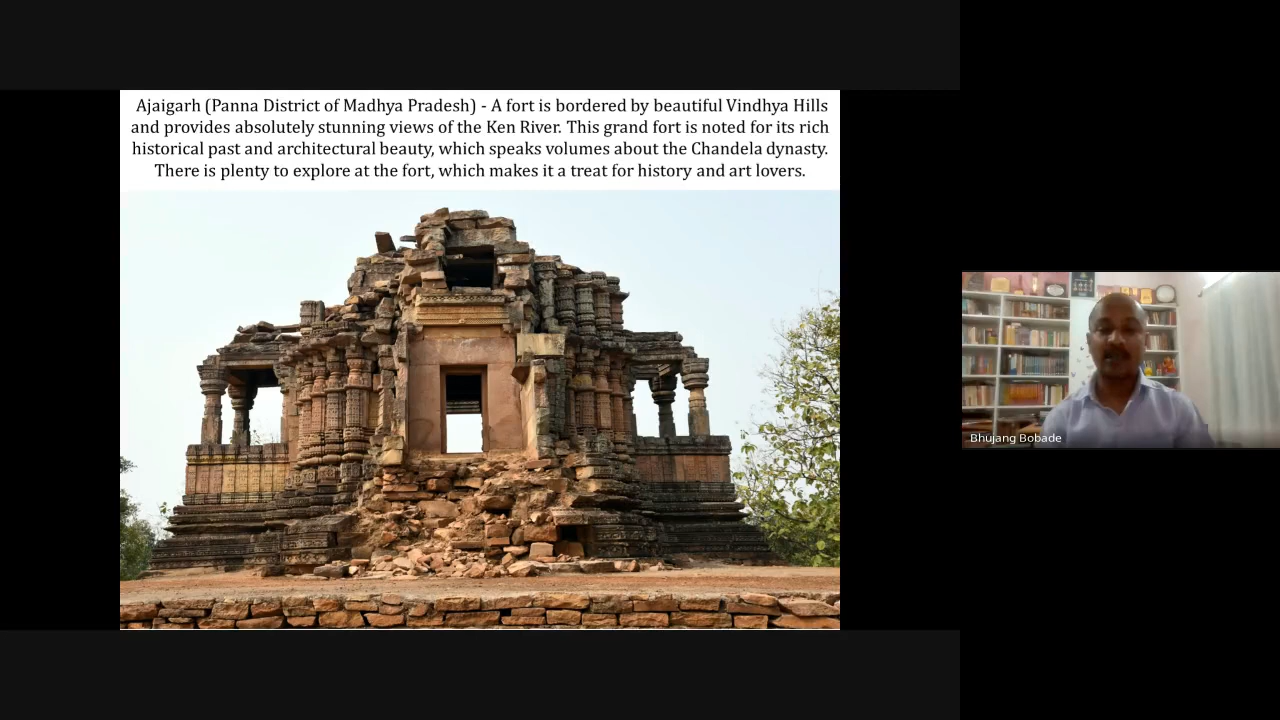 Ajaigarh (Panna District of Madhya Pradesh) - A fort is bordered by beautiful Vindhya Hills
and provides absolutely stunning views of the Ken River. This grand fort is noted for its rich
historical past and architectural beauty, which speaks volumes about the Chandela dynasty.
There is plenty to explore at the fort, which makes it a treat for history and art lovers.
Bhujang Bobade